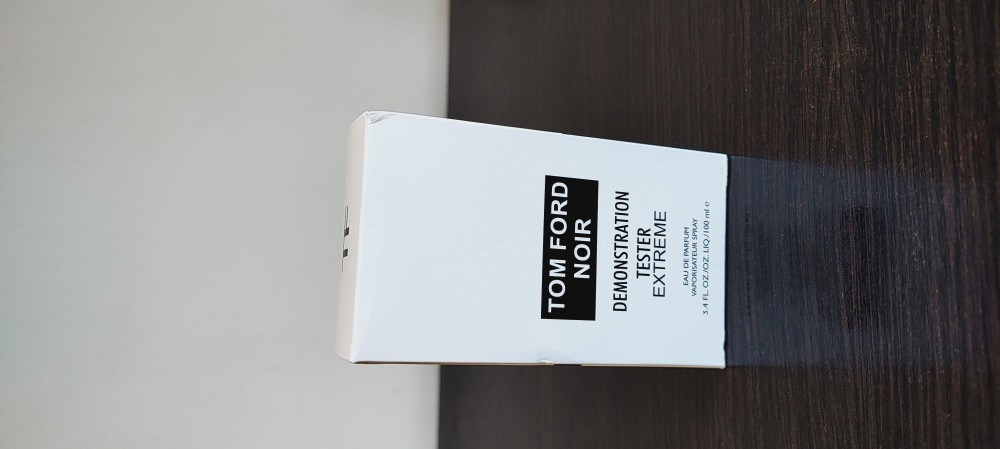 TOM FORD
NOIR
DEMONSTRATION
TESTER
EXTREME
EAU DE PARFUM
VAPORISATEUR SPRAY
3.4 FL. OZ./OZ. LIQ./100 ml e